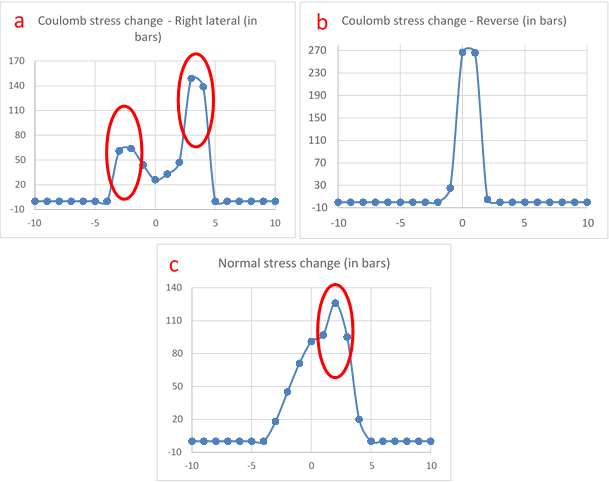 a
Coulomb stress change - Right lateral (in
bars)
170
140
110
80
50
20
-10
-10 -5 0 5 10
b
Coulomb stress change - Reverse (in bars)
270
230
190
150
110
70
30
-10
-10 -5 0 5 10
c
Normal stress change (in bars)
140
110
80
50
20
-10
-10 -5 0 5 10